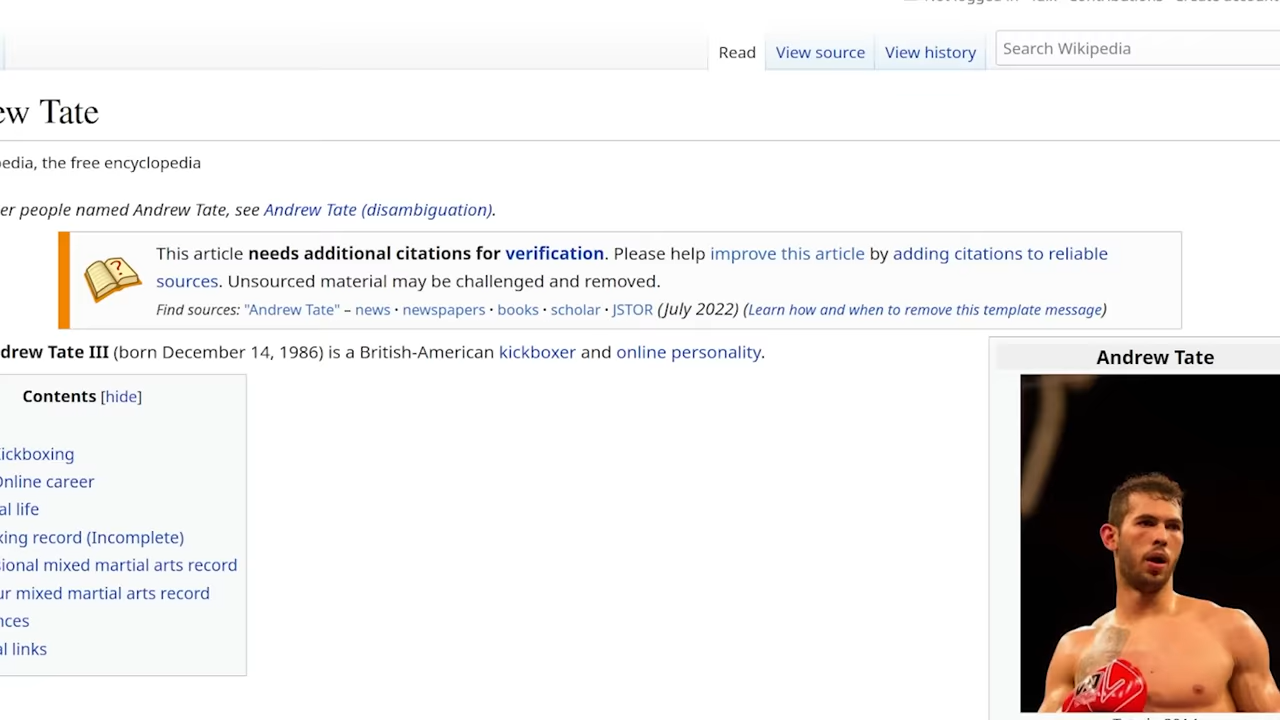 Read View source View history Search Wikipedia
ew Tate
pedia, the free encyclopedia
er people named Andrew Tate, see Andrew Tate (disambiguation).
This article needs additional citations for verification. Please help improve this article by adding citations to reliable
sources. Unsourced material may be challenged and removed.
Find sources: "Andrew Tate" – news · newspapers · books · scholar · JSTOR (July 2022) (Learn how and when to remove this template message)
drew Tate III (born December 14, 1986) is a British-American kickboxer and online personality.
Andrew Tate
Contents [hide]
Kickboxing
Online career
al life
xing record (Incomplete)
sional mixed martial arts record
ur mixed martial arts record
nces
al links